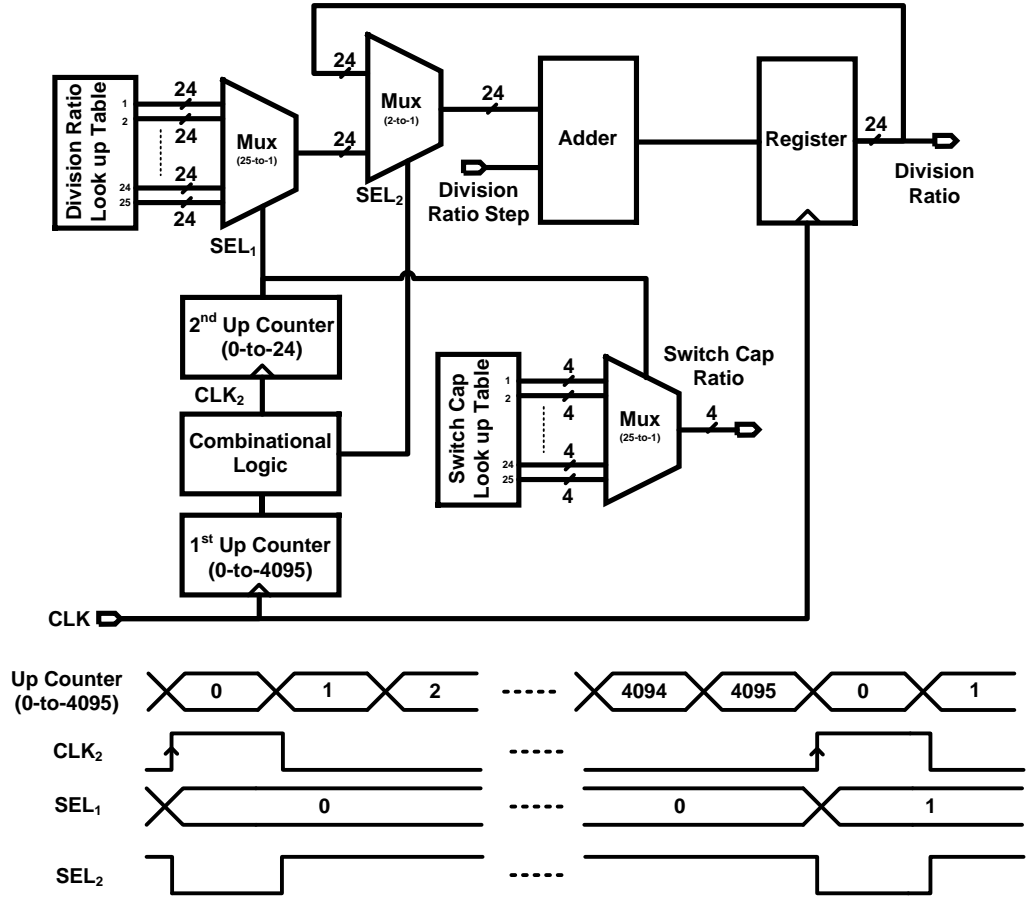 Division Ratio
Look up Table
1
2
24
25
24
24
24
24
Mux
(25-to-1)
SEL1
24
24
Mux
(2-to-1)
SEL2
24
Division
Ratio Step
Adder
Register
24
Division
Ratio
2nd Up Counter
(0-to-24)
CLK2
Combinational
Logic
1st Up Counter
(0-to-4095)
CLK
Switch Cap
Look up Table
1
2
24
25
4
4
4
4
Mux
(25-to-1)
Switch Cap
Ratio
4
Up Counter
(0-to-4095)
0 1 2 4094 4095 0 1
CLK2
SEL1
0 0 1
SEL2